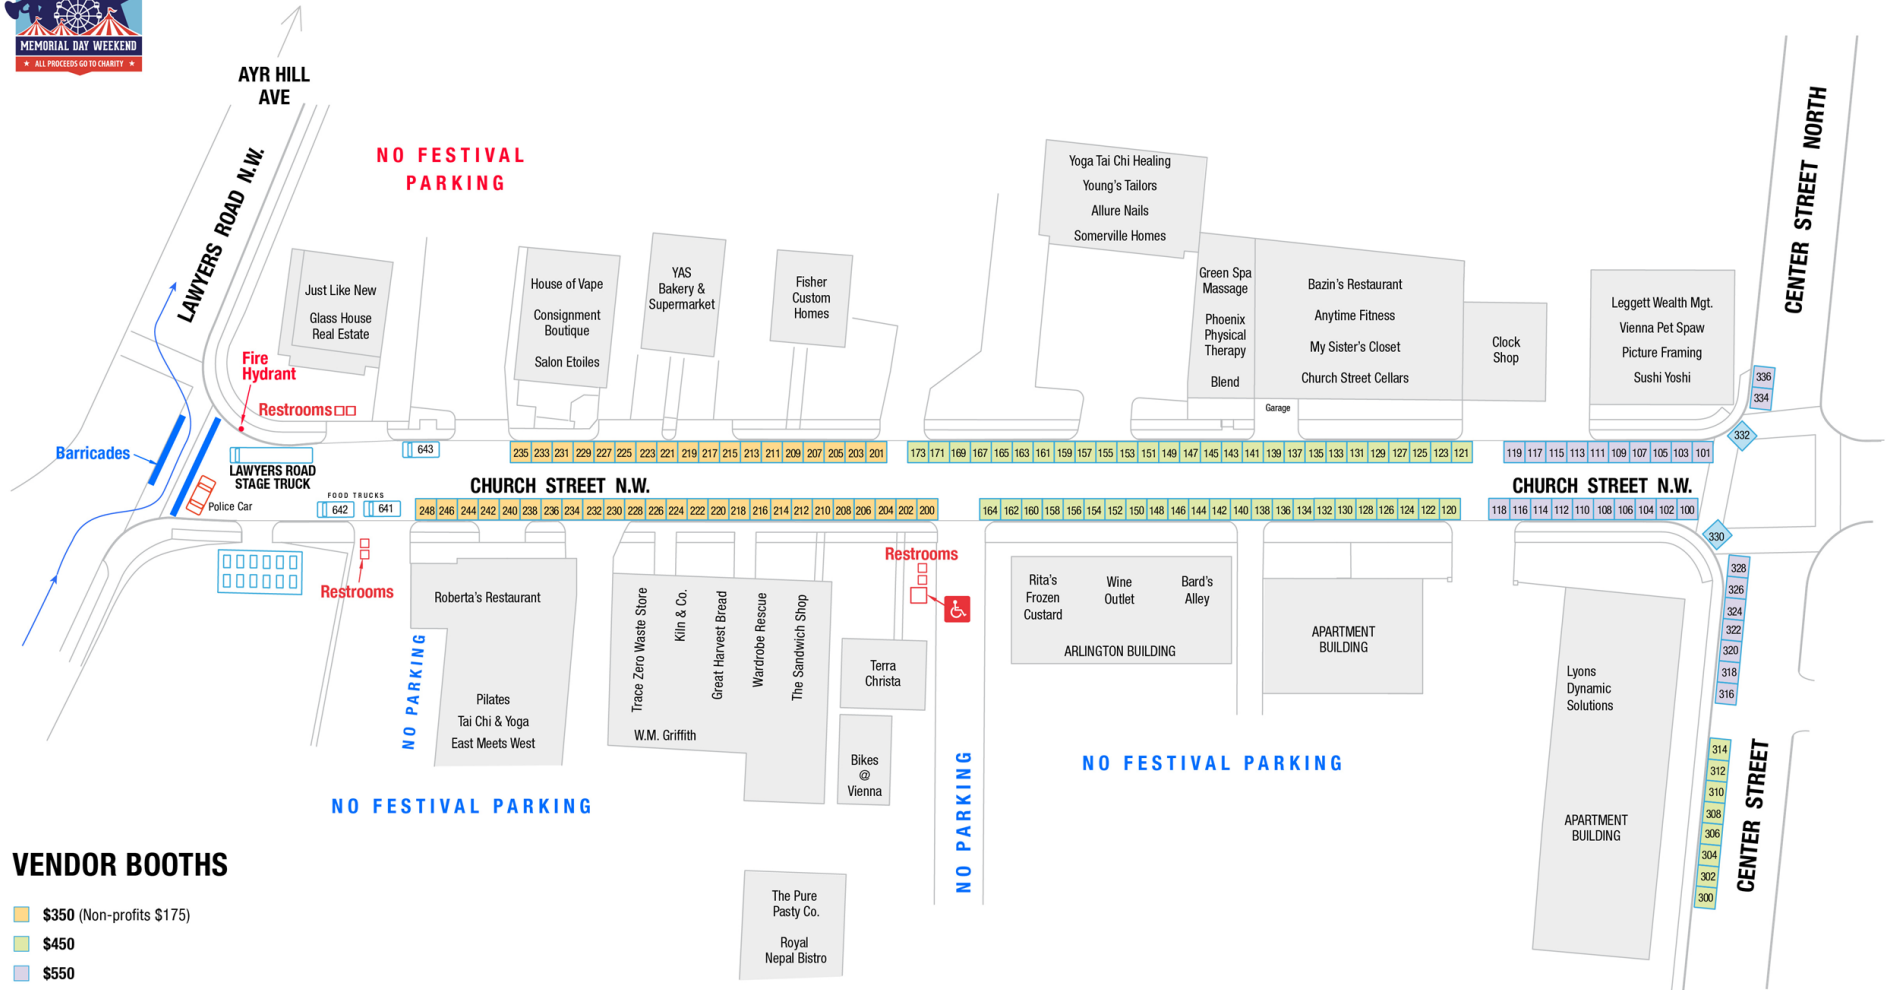 MEMORIAL DAY WEEKEND
★ ALL PROCEEDS GO TO CHARITY ★
AYR HILL
AVE
LAWYERS ROAD N.W.
NO FESTIVAL
PARKING
CENTER STREET NORTH
Yoga Tai Chi Healing
Young's Tailors
Allure Nails
Somerville Homes
Just Like New
Glass House
Real Estate
House of Vape
Consignment
Boutique
Salon Etoiles
YAS
Bakery &
Supermarket
Fisher
Custom
Homes
Green Spa
Massage
Phoenix
Physical
Therapy
Blend
Bazin's Restaurant
Anytime Fitness
My Sister's Closet
Church Street Cellars
Garage
Clock
Shop
Leggett Wealth Mgt.
Vienna Pet Spaw
Picture Framing
Sushi Yoshi
336
334
332
Fire
Hydrant
Restrooms
Barricades
643
235 233 231 229 227 225 223 221 219 217 215 213 211 209 207 205 203 201
173 171 169 167 165 163 161 159 157 155 153 151 149 147 145 143 141 139 137 135 133 131 129 127 125 123 121
119 117 115 113 111 109 107 105 103 101
LAWYERS ROAD
STAGE TRUCK
CHURCH STREET N.W.
CHURCH STREET N.W.
Police Car
FOOD TRUCKS
642
641
248 246 244 242 240 238 236 234 232 230 228 226 224 222 220 218 216 214 212 210 208 206 204 202 200
164 162 160 158 156 154 152 150 148 146 144 142 140 138 136 134 132 130 128 126 124 122 120
118 116 114 112 110 108 106 104 102 100
330
Restrooms
Restrooms
328
326
324
322
320
318
316
Roberta's Restaurant
Pilates
Tai Chi & Yoga
East Meets West
NO PARKING
Trace Zero Waste Store
Kiln & Co.
Great Harvest Bread
Wardrobe Rescue
The Sandwich Shop
W.M. Griffith
Terra
Christa
Bikes
@
Vienna
Rita's
Frozen
Custard
Wine
Outlet
Bard's
Alley
ARLINGTON BUILDING
APARTMENT
BUILDING
Lyons
Dynamic
Solutions
APARTMENT
BUILDING
314
312
310
308
306
304
302
300
CENTER STREET
NO FESTIVAL PARKING
NO FESTIVAL PARKING
NO PARKING
The Pure
Pasty Co.
Royal
Nepal Bistro
VENDOR BOOTHS
$350 (Non-profits $175)
$450
$550